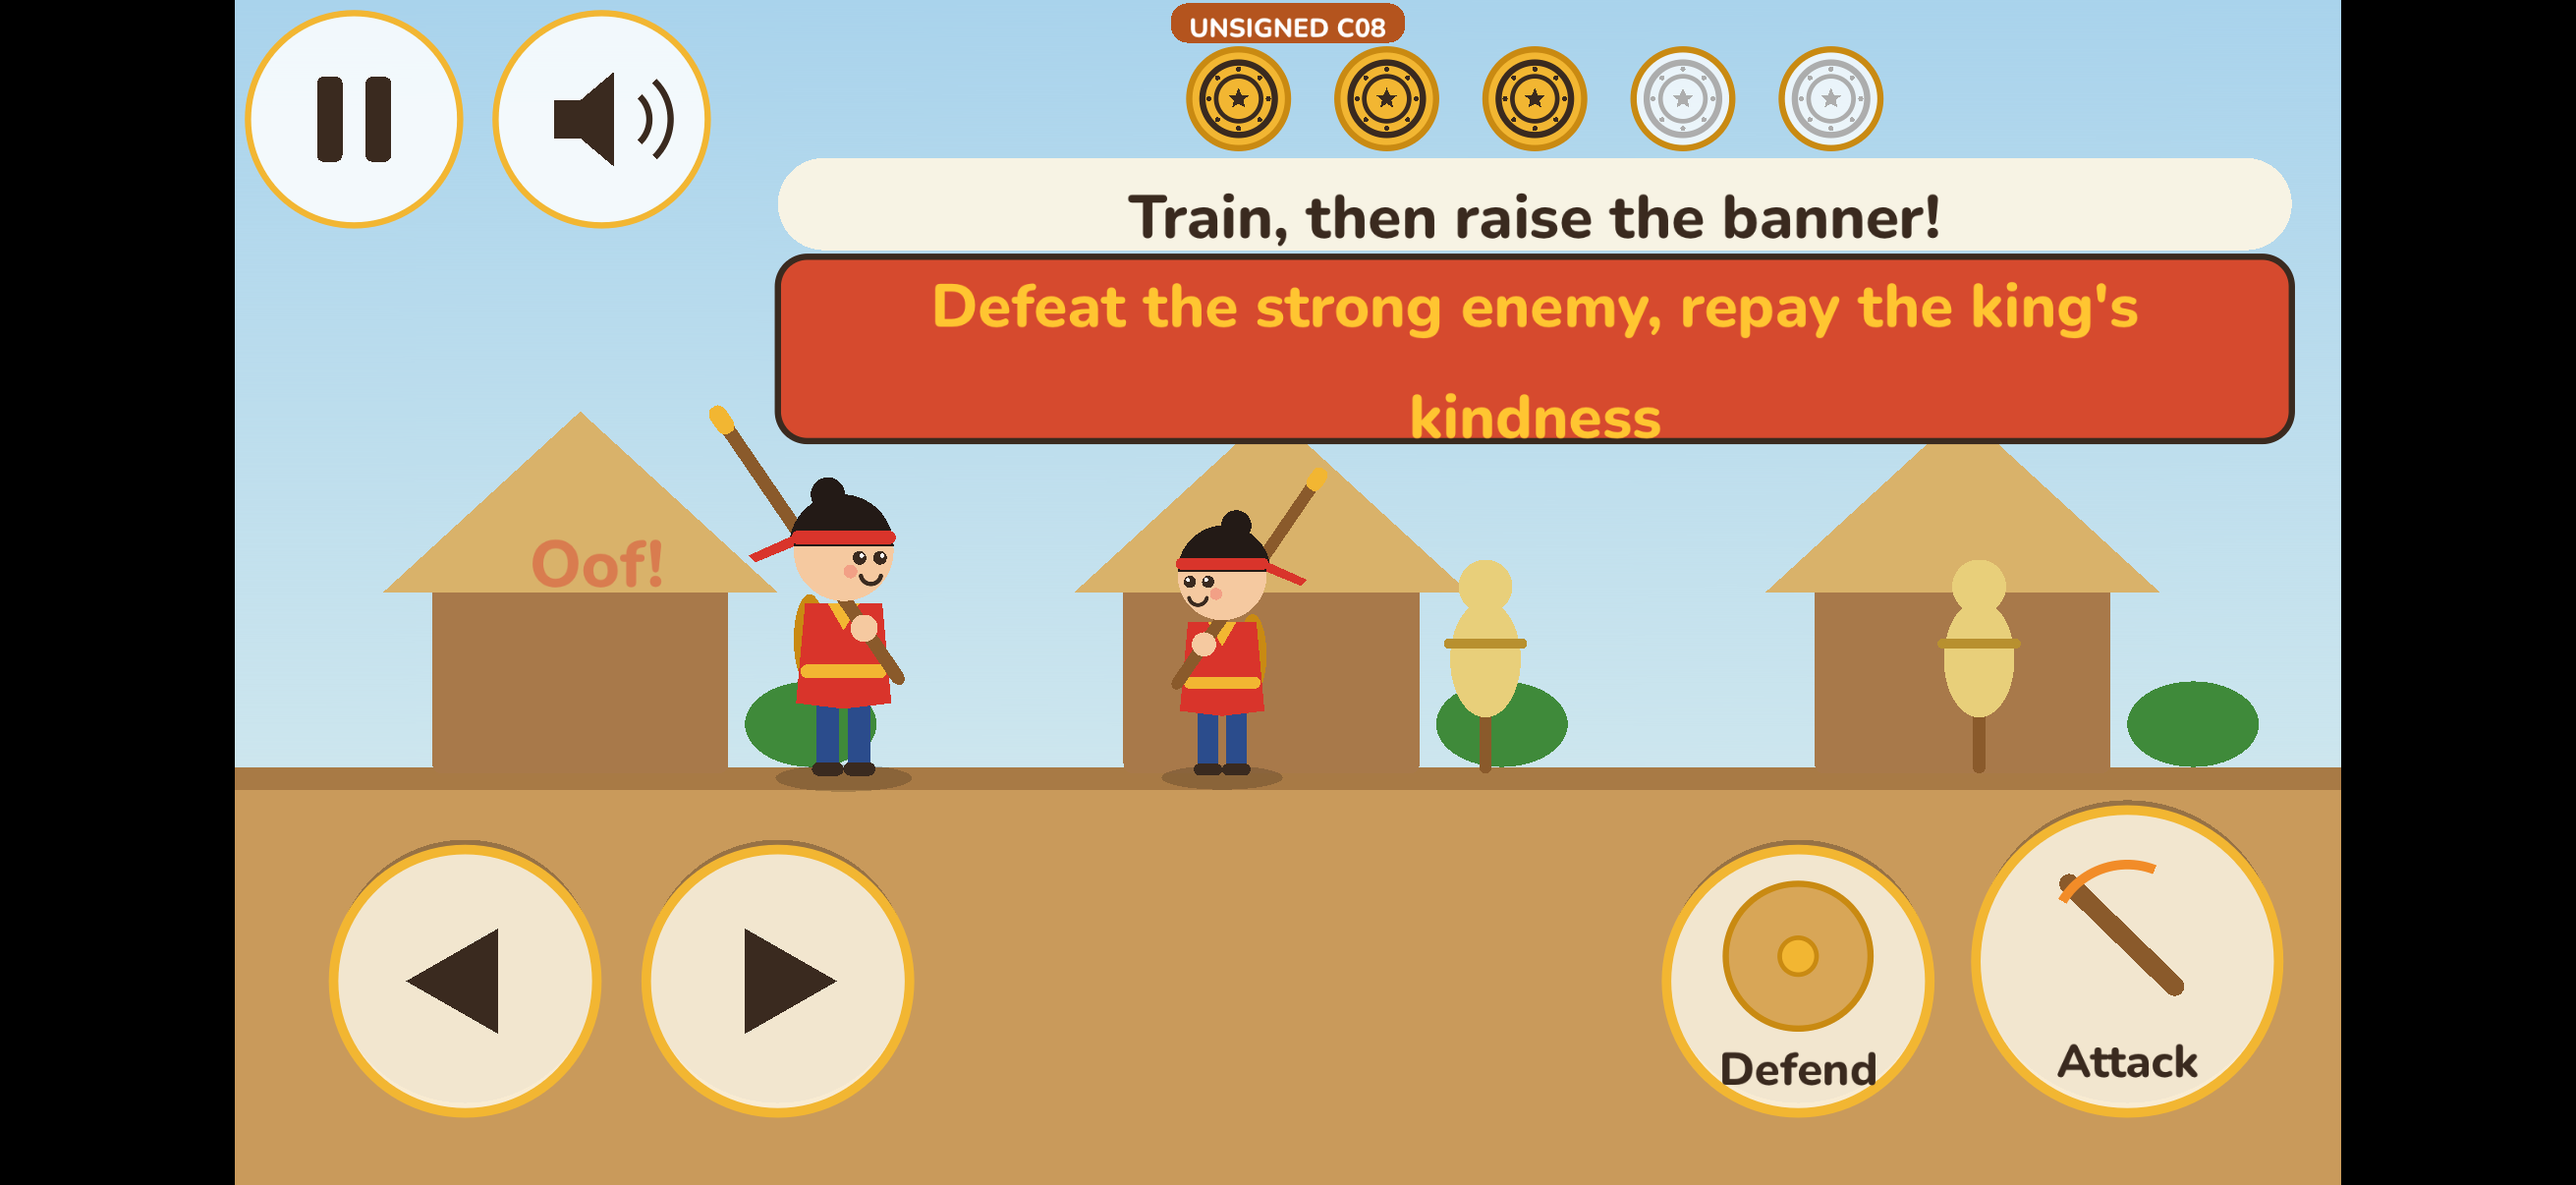 UNSIGNED C08
Train, then raise the banner!
Defeat the strong enemy, repay the king's
kindness
Oof!
Defend
Attack